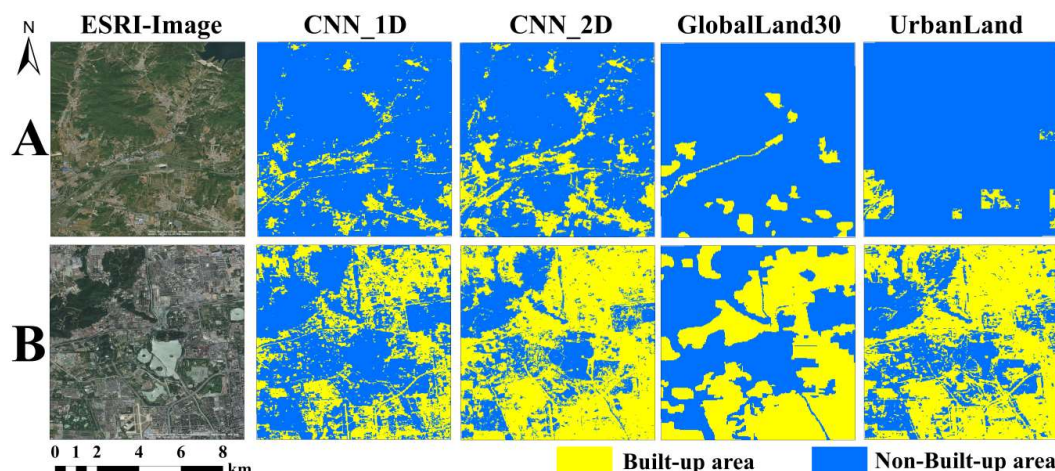 N
ESRI-Image CNN_1D CNN_2D GlobalLand30 UrbanLand
A
B
0 1 2 4 6 8
km
Built-up area Non-Built-up area